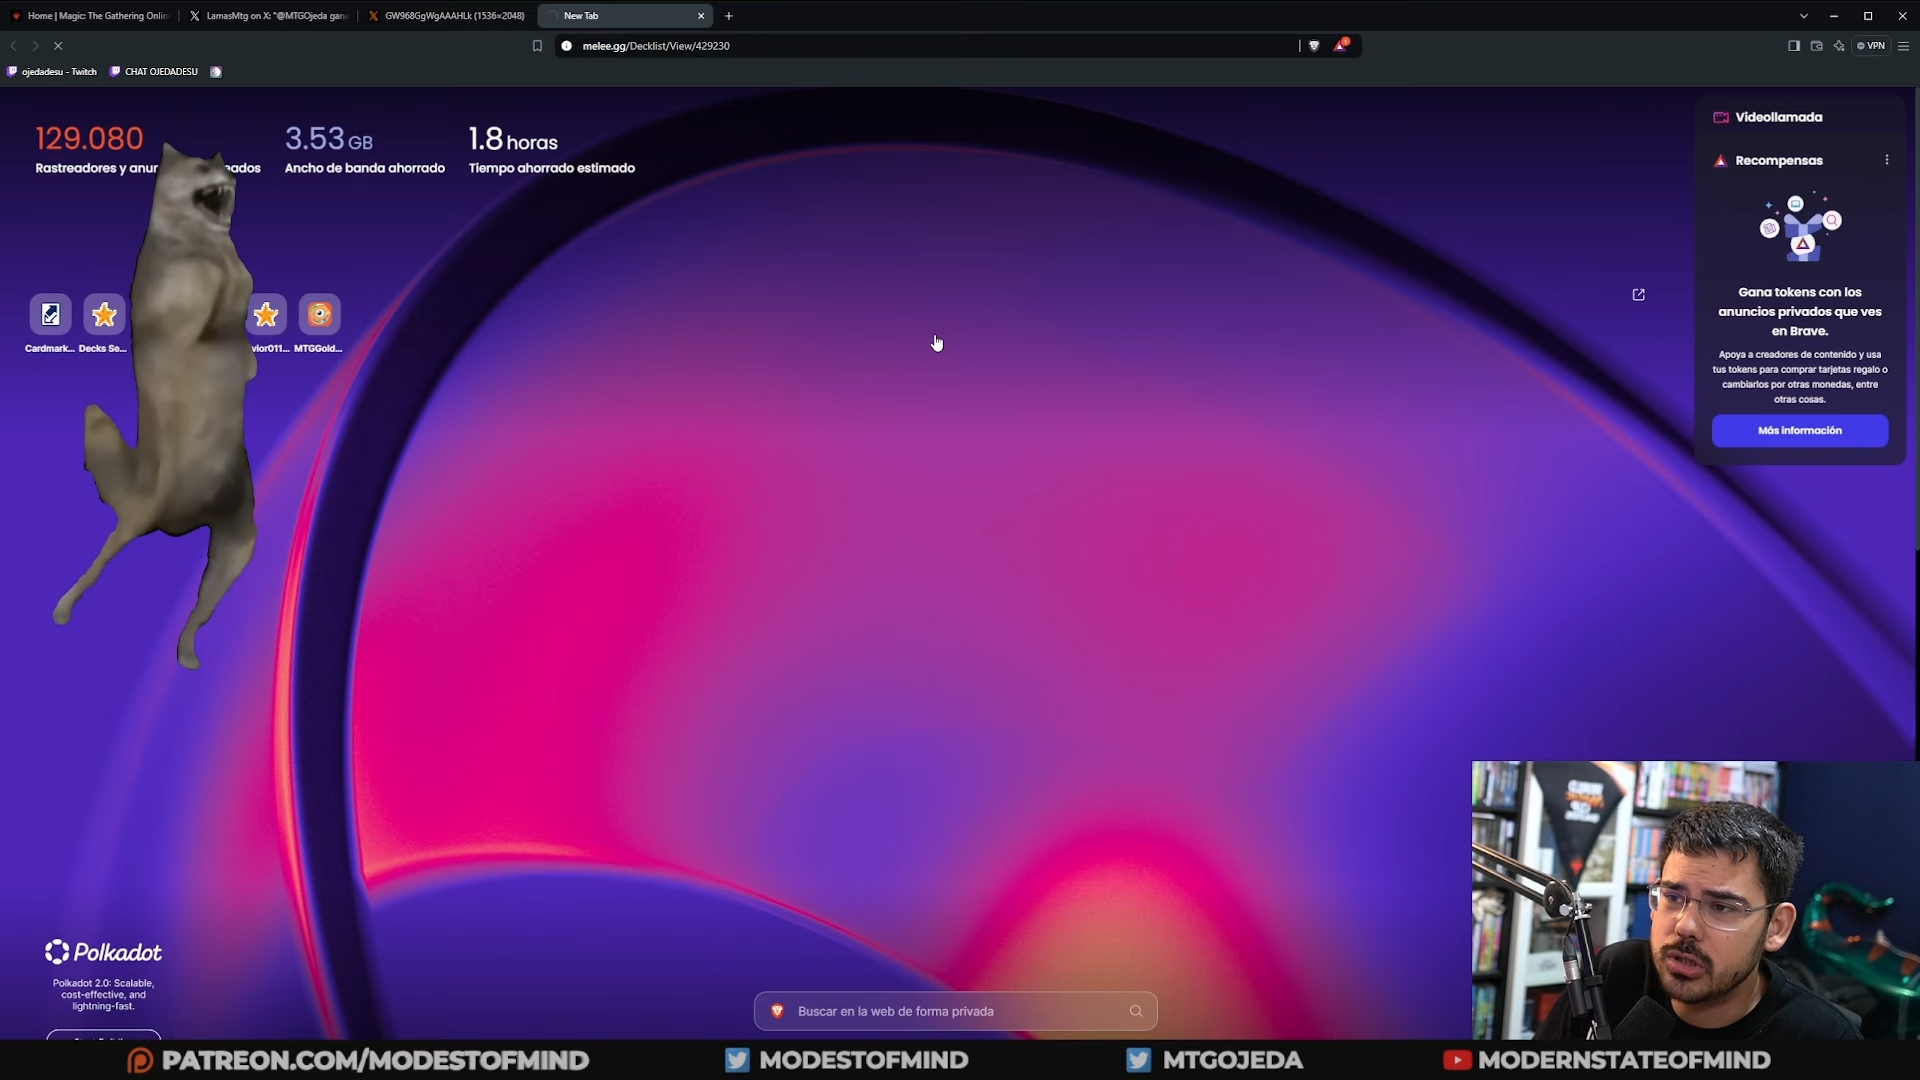 Home | Magic: The Gathering Onlin
LamasMtg on X: "@MTGOjeda gana
GW968GgWgAAAHLk (1536×2048)
New Tab
melee.gg/Decklist/View/429230
VPN
ojedadesu - Twitch
CHAT OJEDADESU
129.080
Rastreadores y anun
ados
3.53 GB
Ancho de banda ahorrado
1.8 horas
Tiempo ahorrado estimado
Videollamada
Recompensas
Gana tokens con los
anuncios privados que ves
en Brave.
Apoya a creadores de contenido y usa
tus tokens para comprar tarjetas regalo o
cambiarlos por otras monedas, entre
otras cosas.
Más información
Cardmark...
Decks Se...
vior011...
MTGGold...
Polkadot
Polkadot 2.0: Scalable,
cost-effective, and
lightning-fast.
Buscar en la web de forma privada
PATREON.COM/MODESTOFMIND
MODESTOFMIND
MTGOJEDA
MODERNSTATEOFMIND